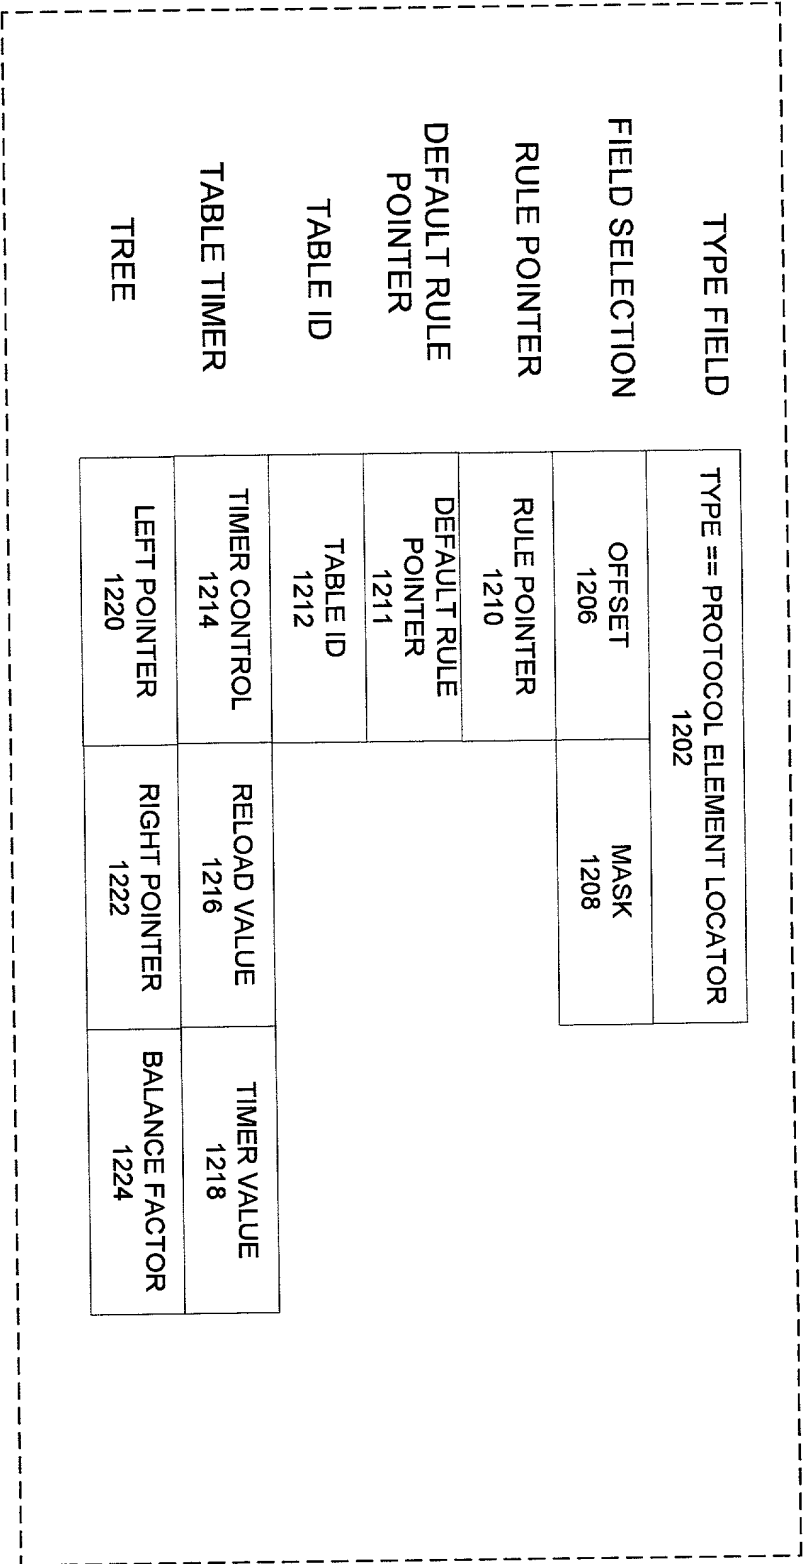 TYPE FIELD
TYPE == PROTOCOL ELEMENT LOCATOR
1202
FIELD SELECTION
OFFSET
1206
MASK
1208
RULE POINTER
RULE POINTER
1210
DEFAULT RULE
POINTER
DEFAULT RULE
POINTER
1211
TABLE ID
TABLE ID
1212
TABLE TIMER
TIMER CONTROL
1214
RELOAD VALUE
1216
TIMER VALUE
1218
TREE
LEFT POINTER
1220
RIGHT POINTER
1222
BALANCE FACTOR
1224